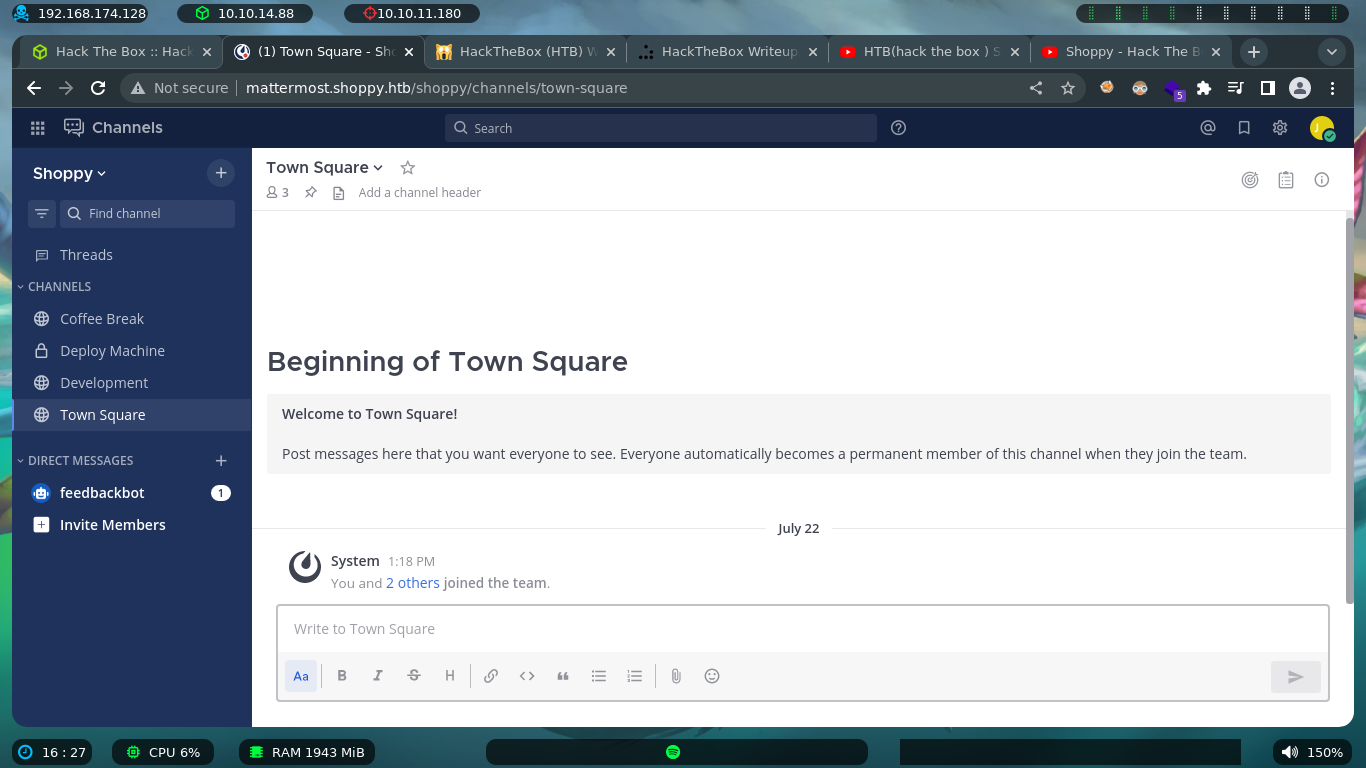 192.168.174.128
10.10.14.88
10.10.11.180
Hack The Box :: Hack
(1) Town Square - Sho
HackTheBox (HTB) W
HackTheBox Writeup
HTB(hack the box ) S
Shoppy - Hack The B
Not secure
mattermost.shoppy.htb/shoppy/channels/town-square
5
Channels
Search
J
Shoppy
Find channel
Threads
CHANNELS
Coffee Break
Deploy Machine
Development
Town Square
DIRECT MESSAGES
feedbackbot
1
Invite Members
Town Square
3
Add a channel header
Beginning of Town Square
Welcome to Town Square!
Post messages here that you want everyone to see. Everyone automatically becomes a permanent member of this channel when they join the team.
July 22
System 1:18 PM
You and 2 others joined the team.
Write to Town Square
Aa B I S H
16 : 27
CPU 6%
RAM 1943 MiB
150%